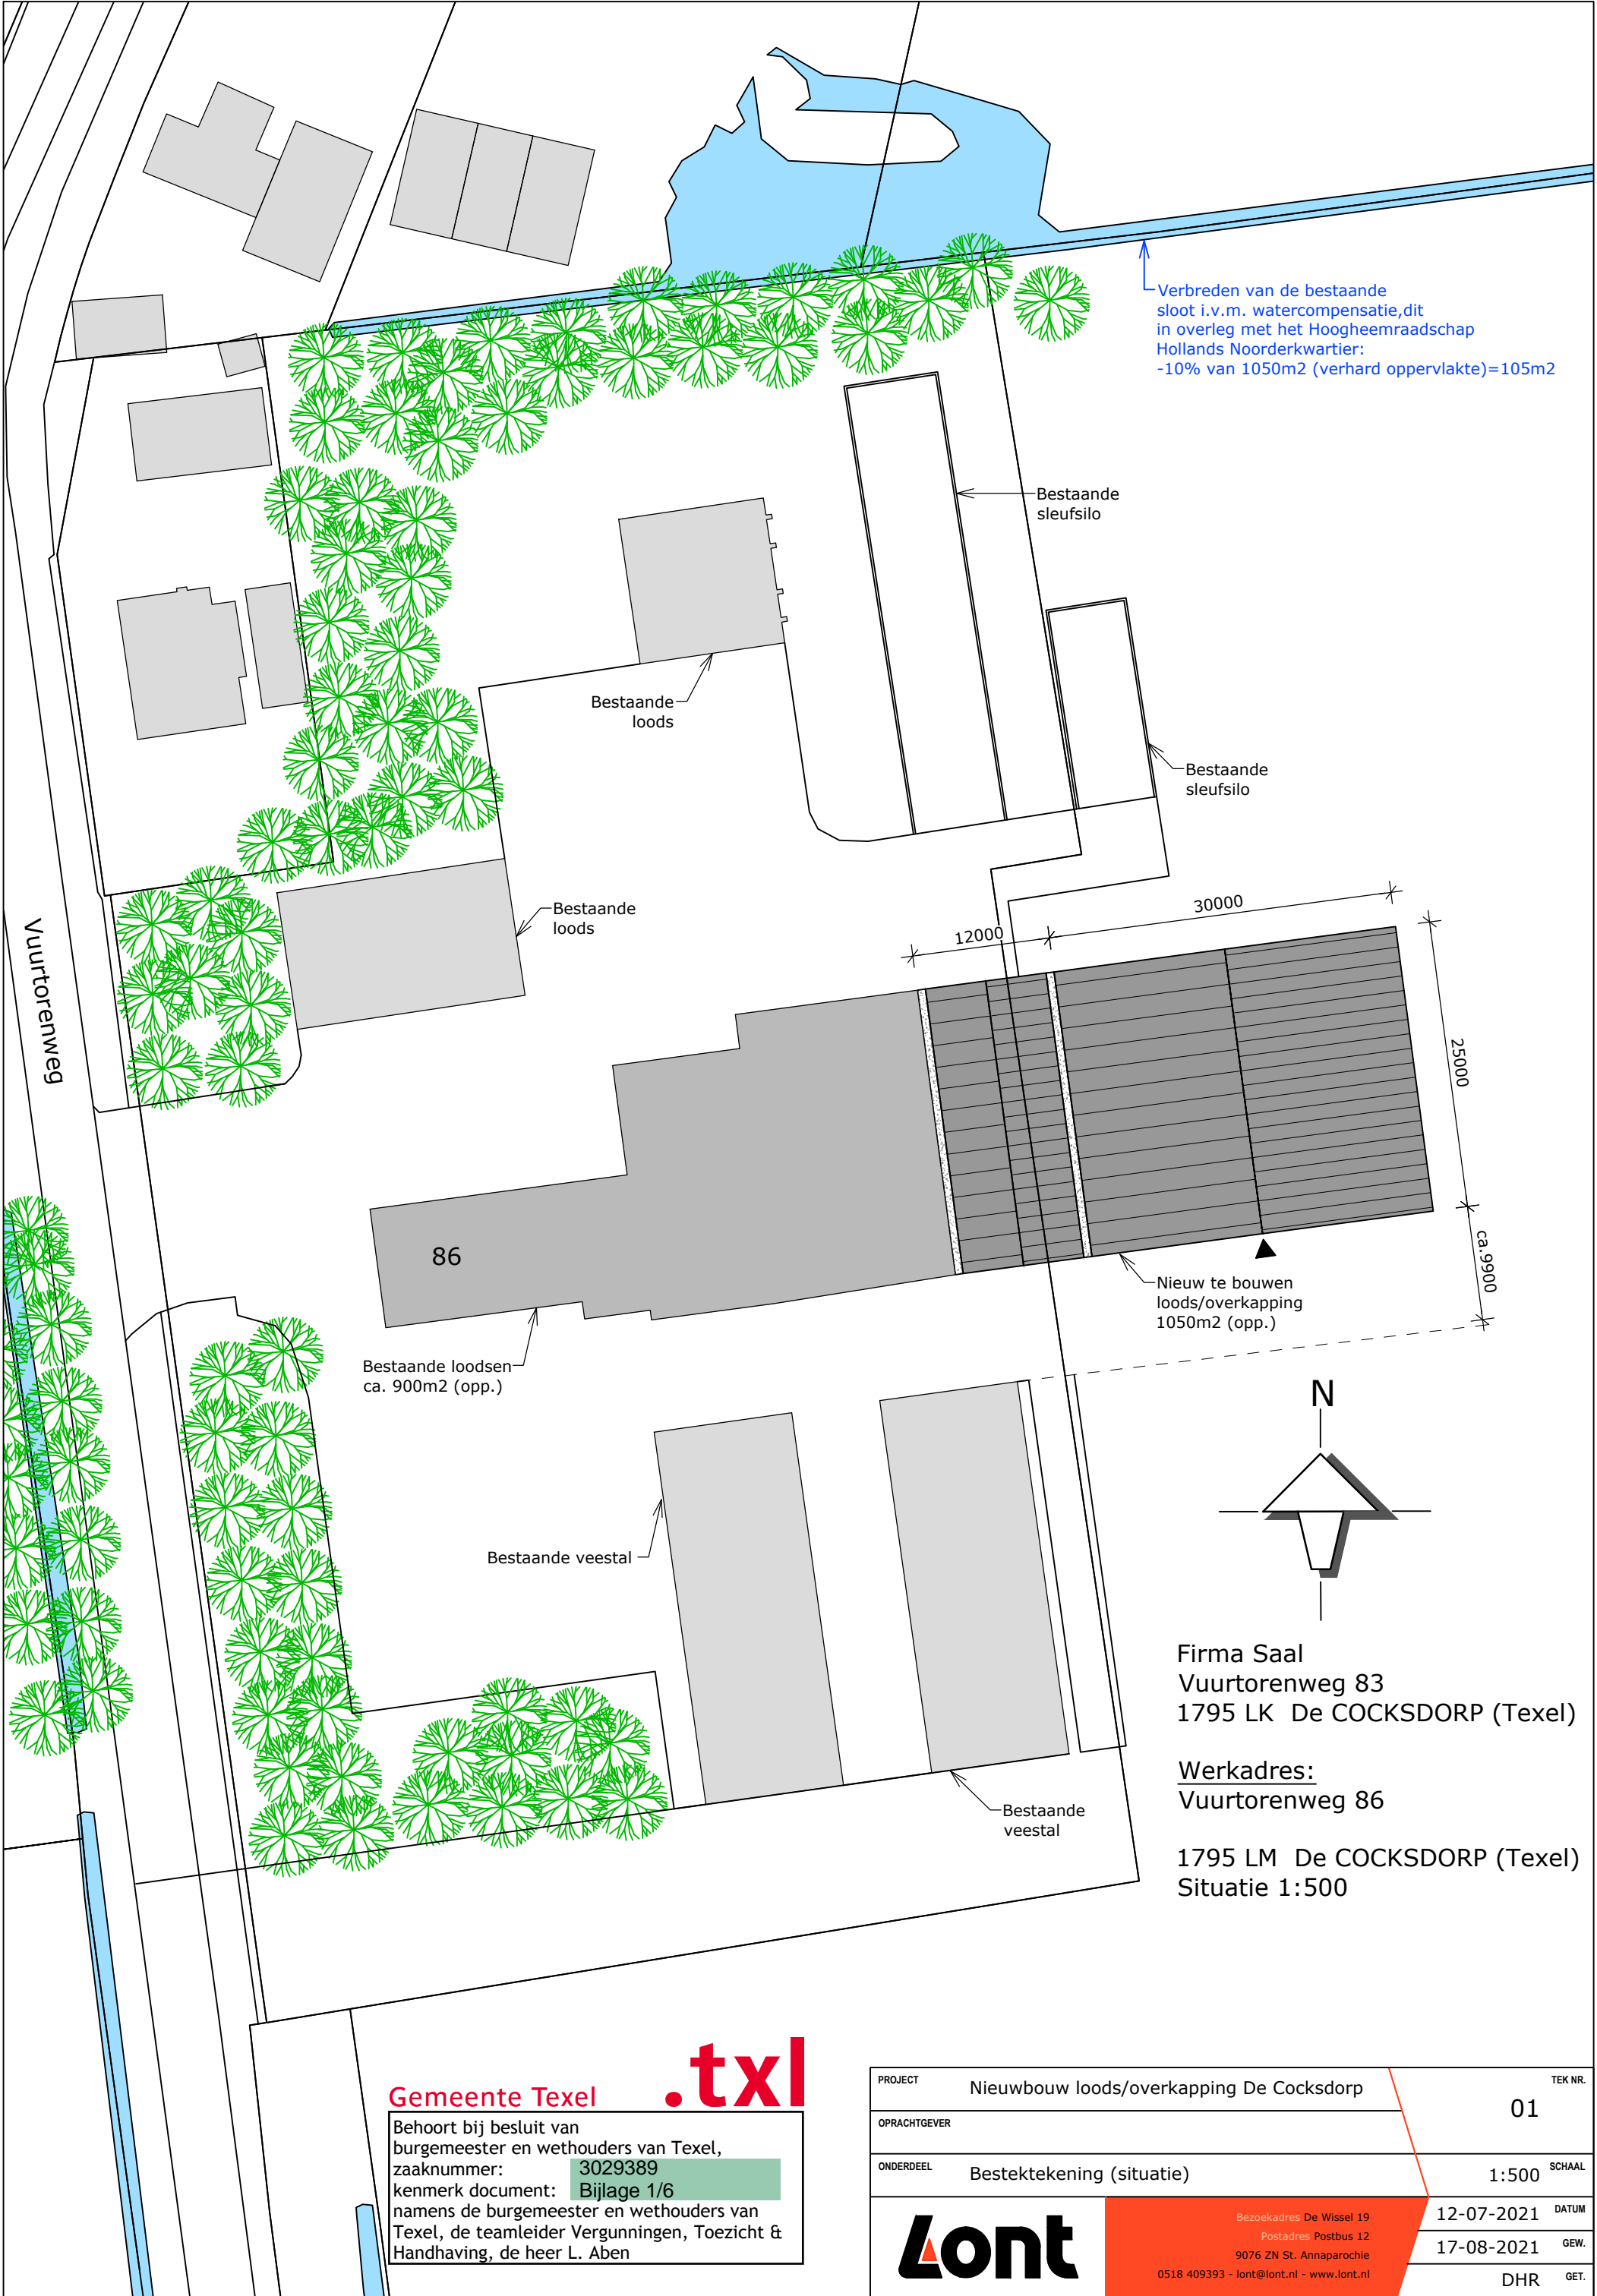 Verbreden van de bestaande
sloot i.v.m. watercompensatie,dit
in overleg met het Hoogheemraadschap
Hollands Noorderkwartier:
-10% van 1050m2 (verhard oppervlakte)=105m2
Bestaande
sleufsilo
Bestaande
loods
Bestaande
sleufsilo
Bestaande
loods
Vuurtorenweg
12000
30000
25000
ca.9900
86
Nieuw te bouwen
loods/overkapping
1050m2 (opp.)
Bestaande loodsen
ca. 900m2 (opp.)
N
Bestaande veestal
Bestaande
veestal
Firma Saal
Vuurtorenweg 83
1795 LK De COCKSDORP (Texel)
Werkadres:
Vuurtorenweg 86
1795 LM De COCKSDORP (Texel)
Situatie 1:500
Gemeente Texel
.txl
Behoort bij besluit van
burgemeester en wethouders van Texel,
zaaknummer: 3029389
kenmerk document: Bijlage 1/6
namens de burgemeester en wethouders van
Texel, de teamleider Vergunningen, Toezicht &
Handhaving, de heer L. Aben
PROJECT Nieuwbouw loods/overkapping De Cocksdorp
TEK NR.
01
OPRACHTGEVER
ONDERDEEL Bestektekening (situatie)
1:500 SCHAAL
12-07-2021 DATUM
17-08-2021 GEW.
DHR GET.
Lont
Bezoekadres De Wissel 19
Postadres Postbus 12
9076 ZN St. Annaparochie
0518 409393 - lont@lont.nl - www.lont.nl